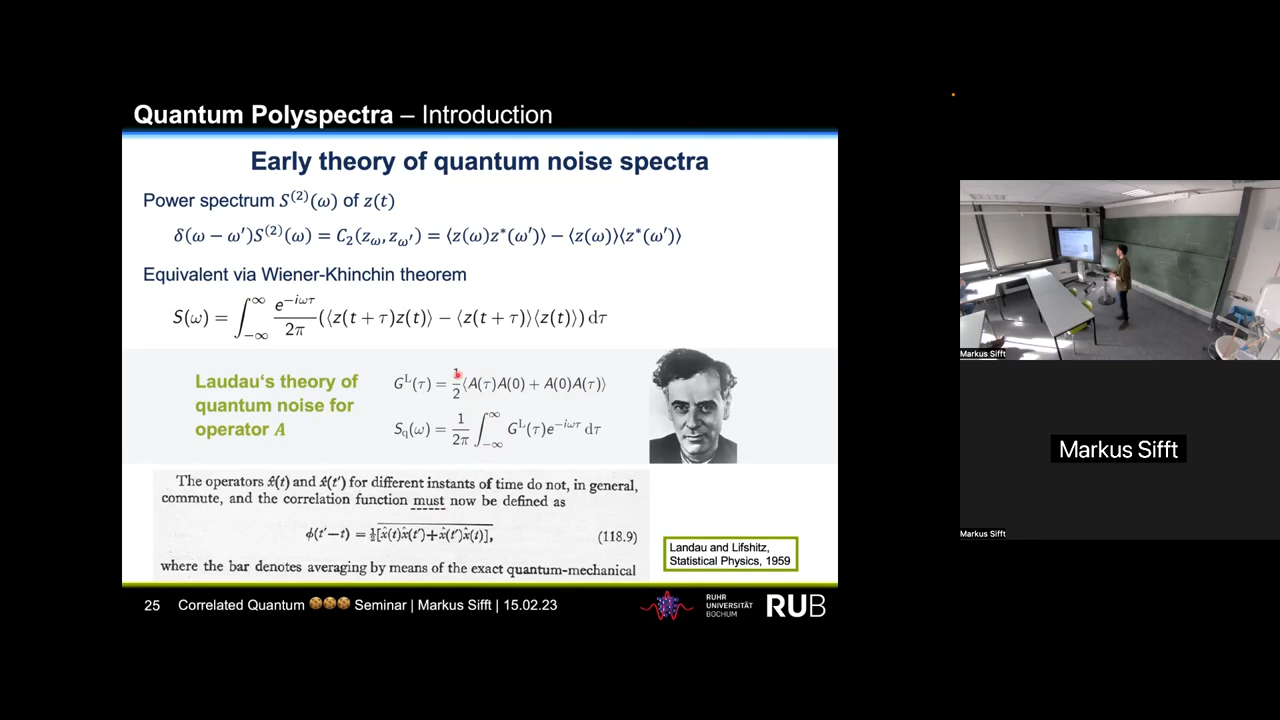 Quantum Polyspectra – Introduction
Early theory of quantum noise spectra
Power spectrum S⁽²⁾(ω) of z(t)
δ(ω − ω′)S⁽²⁾(ω) = C₂(z_ω, z_ω′) = ⟨z(ω)z*(ω′)⟩ − ⟨z(ω)⟩⟨z*(ω′)⟩
Equivalent via Wiener-Khinchin theorem
S(ω) = ∫_{−∞}^{∞} e^{−iωτ}/2π (⟨z(t + τ)z(t)⟩ − ⟨z(t + τ)⟩⟨z(t)⟩) dτ
Laudau's theory of
quantum noise for
operator A
G^L(τ) = 1/2 ⟨A(τ)A(0) + A(0)A(τ)⟩
S_q(ω) = 1/2π ∫_{−∞}^{∞} G^L(τ)e^{−iωτ} dτ
The operators x̂(t) and x̂(t′) for different instants of time do not, in general,
commute, and the correlation function must now be defined as
ϕ(t′−t) = ½[x̂(t)x̂(t′)+x̂(t′)x̂(t)], (118.9)
where the bar denotes averaging by means of the exact quantum-mechanical
Landau and Lifshitz,
Statistical Physics, 1959
25 Correlated Quantum 🍪🍪🍪 Seminar | Markus Sifft | 15.02.23
RUHR
UNIVERSITÄT
BOCHUM
RUB
Markus Sifft
Markus Sifft
Markus Sifft